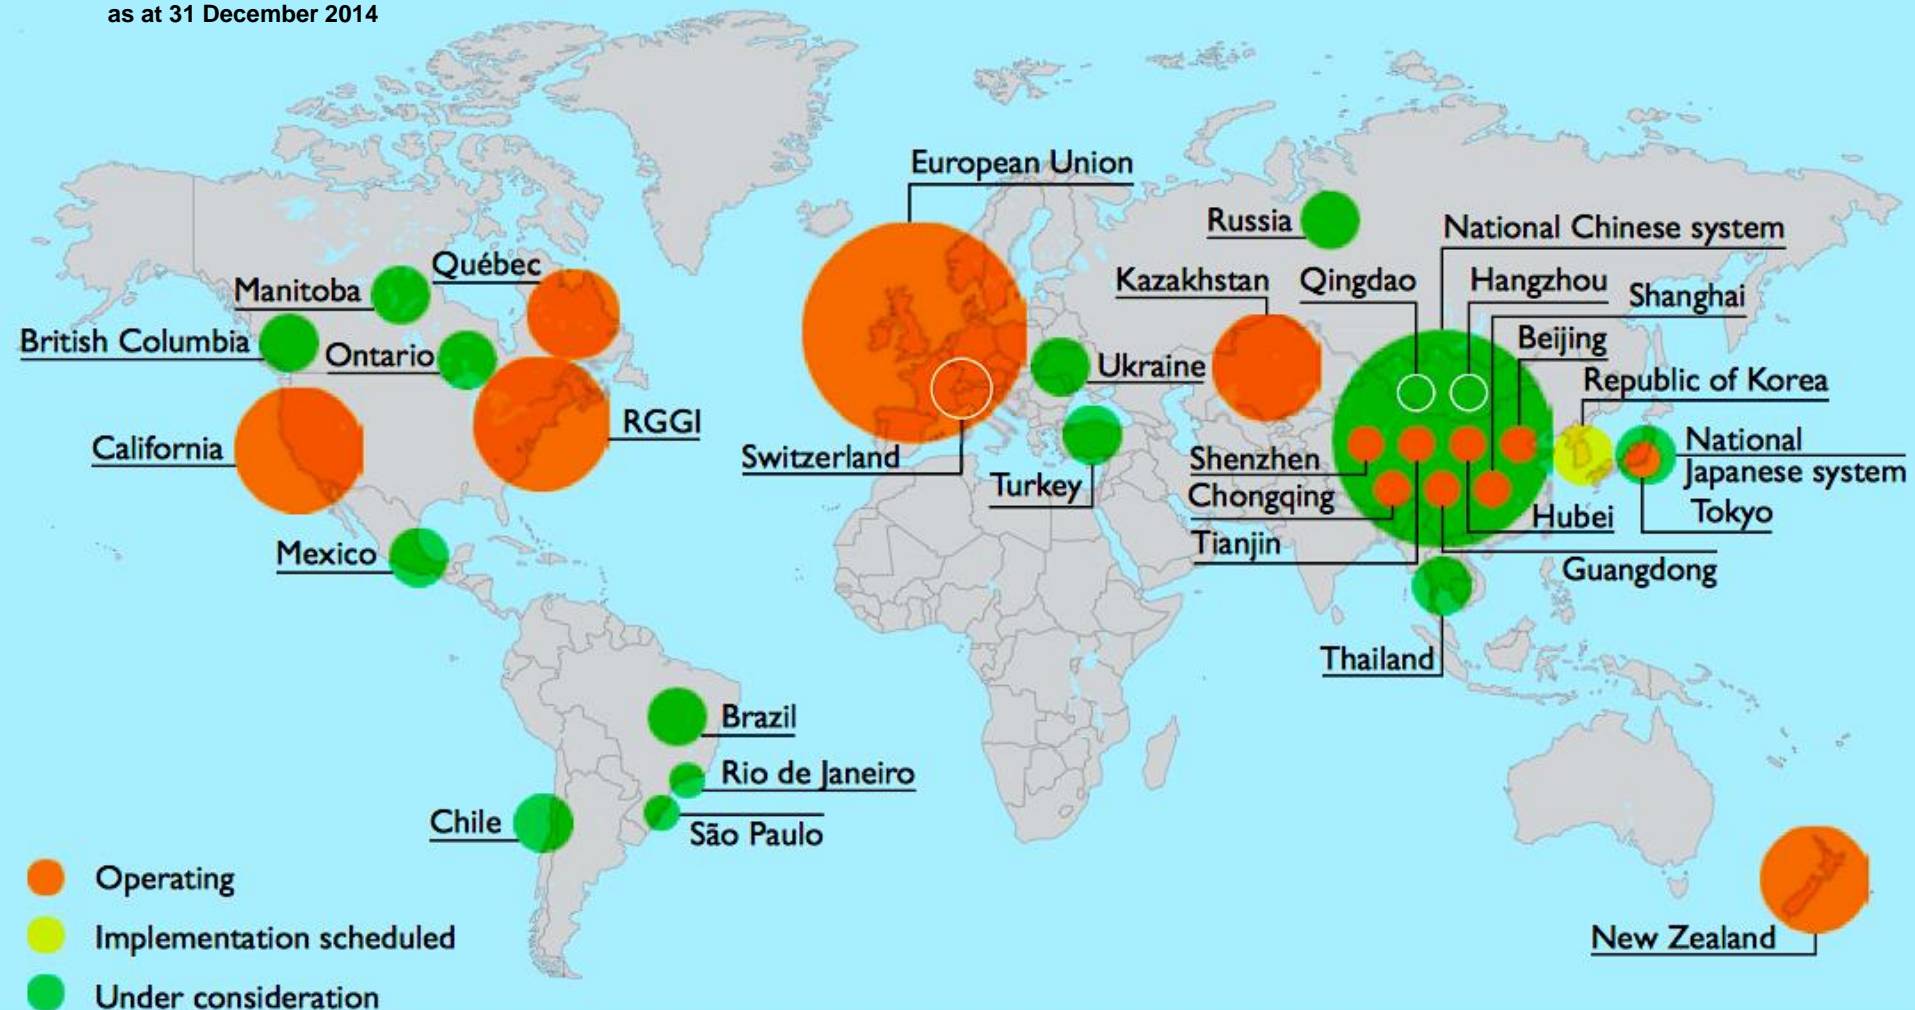 as at 31 December 2014
European Union
Russia
National Chinese system
Québec
Manitoba
Kazakhstan
Qingdao
Hangzhou
Shanghai
British Columbia
Ontario
Beijing
Ukraine
Republic of Korea
RGGI
California
National
Japanese system
Switzerland
Turkey
Shenzhen
Chongqing
Hubei
Tokyo
Tianjin
Mexico
Guangdong
Thailand
Brazil
Rio de Janeiro
Chile
São Paulo
Operating
Implementation scheduled
New Zealand
Under consideration